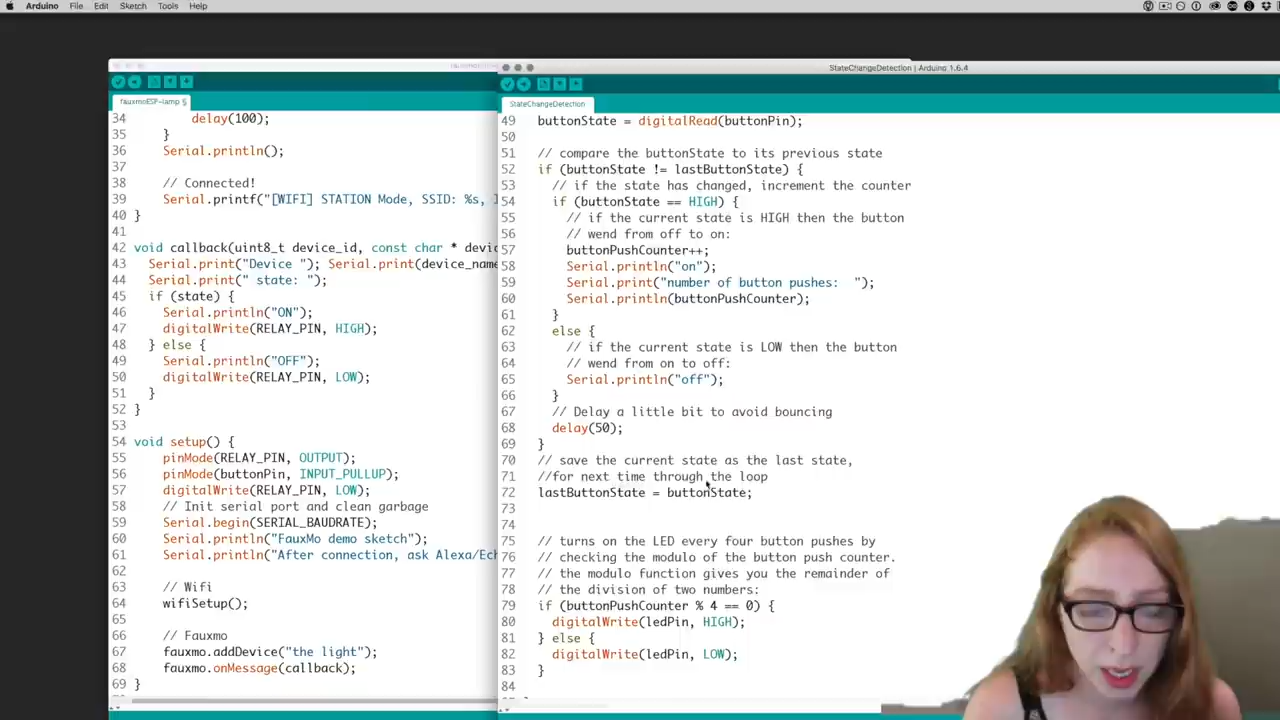 Arduino File Edit Sketch Tools Help
StateChangeDetection | Arduino 1.6.4
fauxmoESP-lamp §
34 delay(100);
35 }
36 Serial.println();
37
38 // Connected!
39 Serial.printf("[WIFI] STATION Mode, SSID: %s, I
40 }
41
42 void callback(uint8_t device_id, const char * devi
43 Serial.print("Device "); Serial.print(device_name
44 Serial.print(" state: ");
45 if (state) {
46 Serial.println("ON");
47 digitalWrite(RELAY_PIN, HIGH);
48 } else {
49 Serial.println("OFF");
50 digitalWrite(RELAY_PIN, LOW);
51 }
52 }
53
54 void setup() {
55 pinMode(RELAY_PIN, OUTPUT);
56 pinMode(buttonPin, INPUT_PULLUP);
57 digitalWrite(RELAY_PIN, LOW);
58 // Init serial port and clean garbage
59 Serial.begin(SERIAL_BAUDRATE);
60 Serial.println("FauxMo demo sketch");
61 Serial.println("After connection, ask Alexa/Ech
62
63 // Wifi
64 wifiSetup();
65
66 // Fauxmo
67 fauxmo.addDevice("the light");
68 fauxmo.onMessage(callback);
69 }
StateChangeDetection
49 buttonState = digitalRead(buttonPin);
50
51 // compare the buttonState to its previous state
52 if (buttonState != lastButtonState) {
53 // if the state has changed, increment the counter
54 if (buttonState == HIGH) {
55 // if the current state is HIGH then the button
56 // wend from off to on:
57 buttonPushCounter++;
58 Serial.println("on");
59 Serial.print("number of button pushes:  ");
60 Serial.println(buttonPushCounter);
61 }
62 else {
63 // if the current state is LOW then the button
64 // wend from on to off:
65 Serial.println("off");
66 }
67 // Delay a little bit to avoid bouncing
68 delay(50);
69 }
70 // save the current state as the last state,
71 //for next time through the loop
72 lastButtonState = buttonState;
73
74
75 // turns on the LED every four button pushes by
76 // checking the modulo of the button push counter.
77 // the modulo function gives you the remainder of
78 // the division of two numbers:
79 if (buttonPushCounter % 4 == 0) {
80 digitalWrite(ledPin, HIGH);
81 } else {
82 digitalWrite(ledPin, LOW);
83 }
84